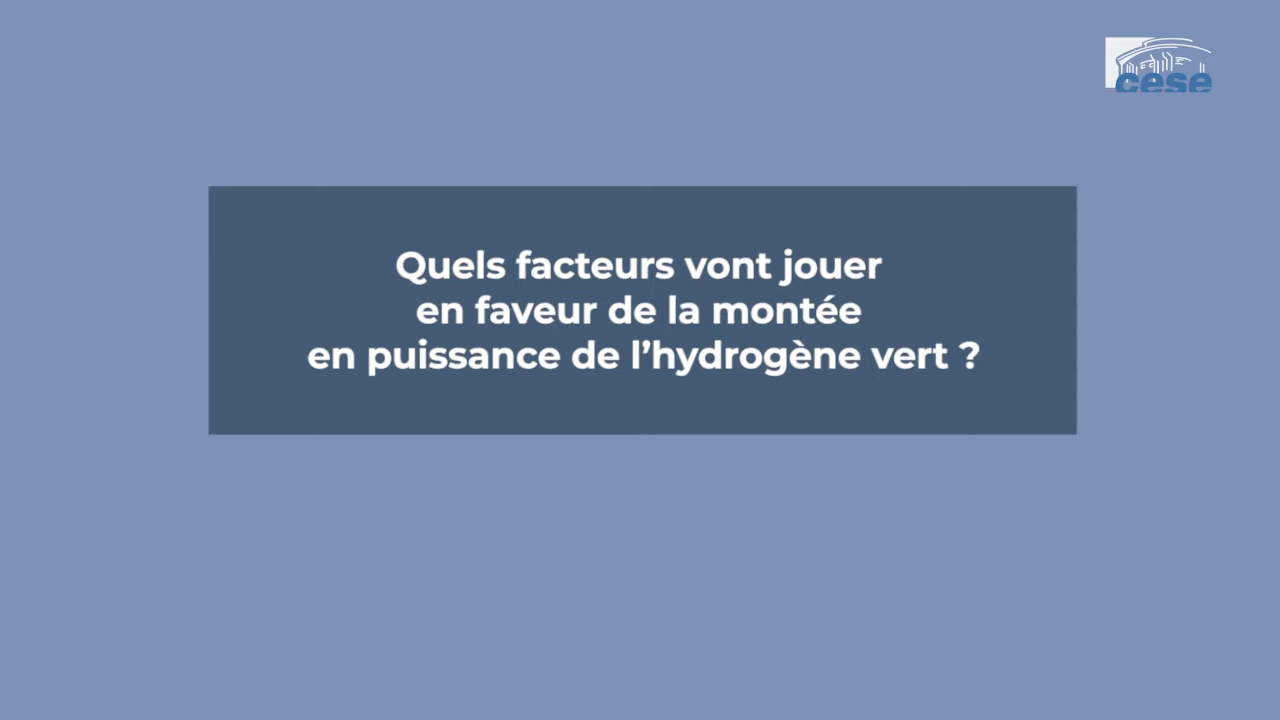 cese
Quels facteurs vont jouer
en faveur de la montée
en puissance de l’hydrogène vert ?